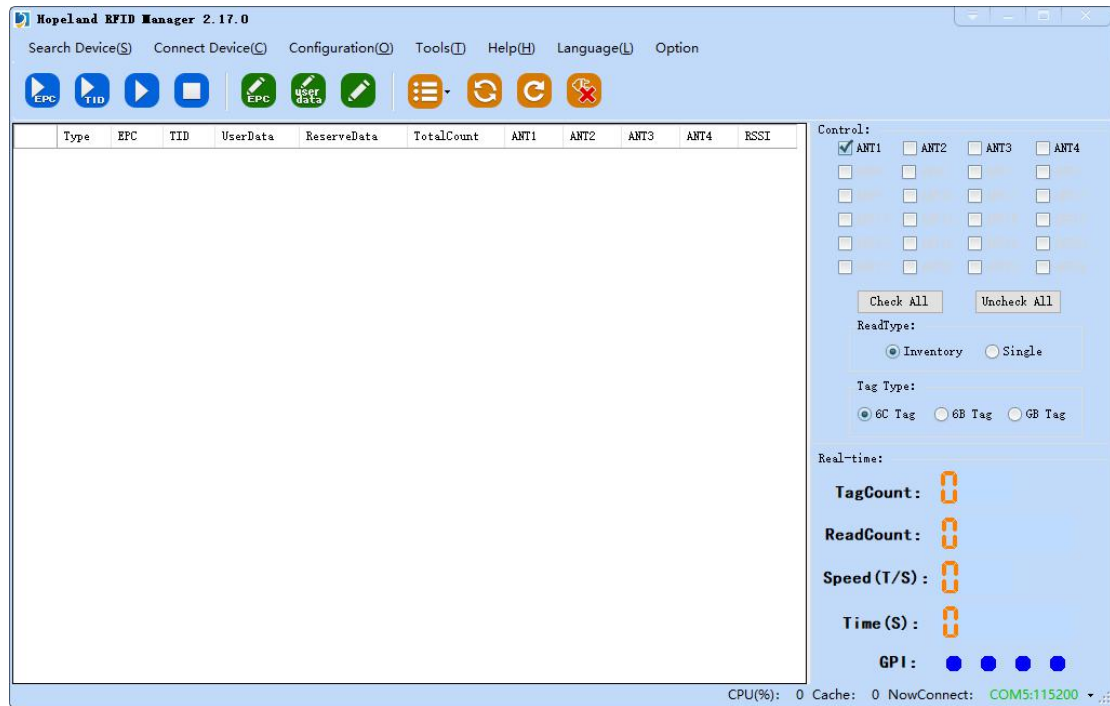 Hopeland RFID Manager 2.17.0
Search Device(S) Connect Device(C) Configuration(O) Tools(T) Help(H) Language(L) Option
EPC TID EPC user data
Type EPC TID UserData ReserveData TotalCount ANT1 ANT2 ANT3 ANT4 RSSI
Control:
ANT1 ANT2 ANT3 ANT4
Check All Uncheck All
ReadType:
Inventory Single
Tag Type:
6C Tag 6B Tag GB Tag
Real-time:
TagCount: 0
ReadCount: 0
Speed(T/S): 0
Time(S): 0
GPI:
CPU(%): 0 Cache: 0 NowConnect: COM5:115200